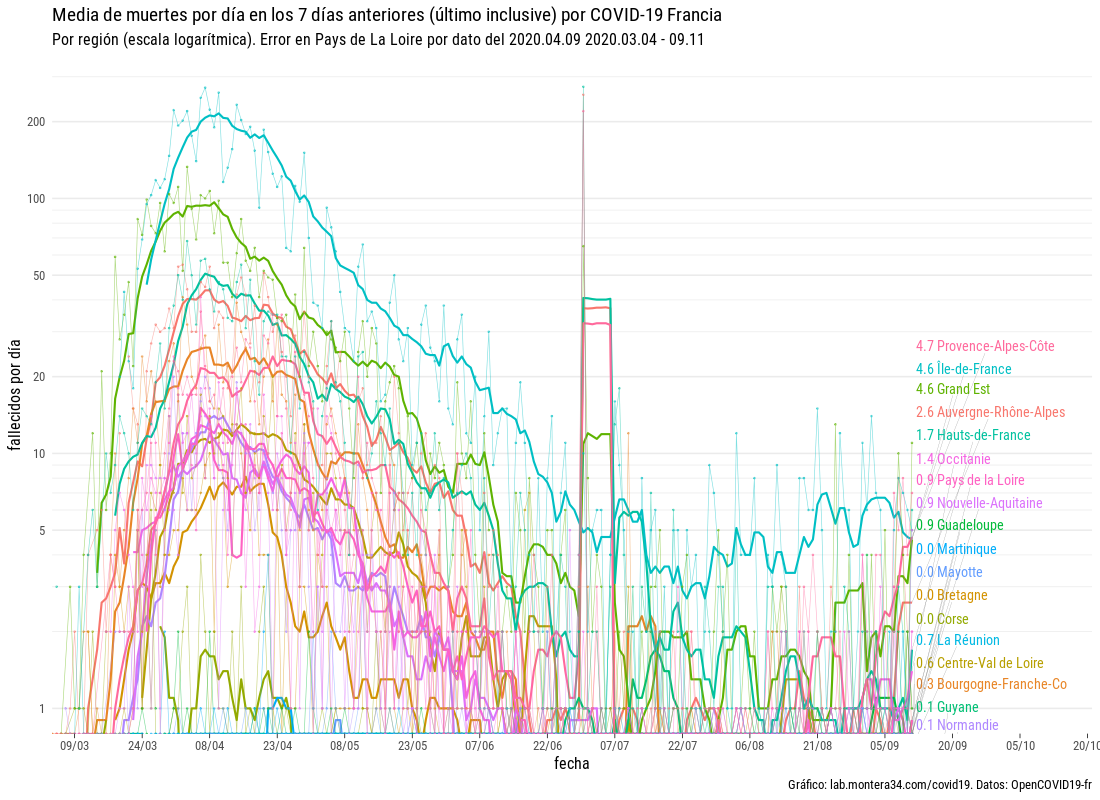 Media de muertes por día en los 7 días anteriores (último inclusive) por COVID-19 Francia
Por región (escala logarítmica). Error en Pays de La Loire por dato del 2020.04.09 2020.03.04 - 09.11
fallecidos por día
200
100
50
20
10
5
1
4.7 Provence-Alpes-Côte
4.6 Île-de-France
4.6 Grand Est
2.6 Auvergne-Rhône-Alpes
1.7 Hauts-de-France
1.4 Occitanie
0.9 Pays de la Loire
0.9 Nouvelle-Aquitaine
0.9 Guadeloupe
0.0 Martinique
0.0 Mayotte
0.0 Bretagne
0.0 Corse
0.7 La Réunion
0.6 Centre-Val de Loire
0.3 Bourgogne-Franche-Co
0.1 Guyane
0.1 Normandie
09/03 24/03 08/04 23/04 08/05 23/05 07/06 22/06 07/07 22/07 06/08 21/08 05/09 20/09 05/10 20/10
fecha
Gráfico: lab.montera34.com/covid19. Datos: OpenCOVID19-fr